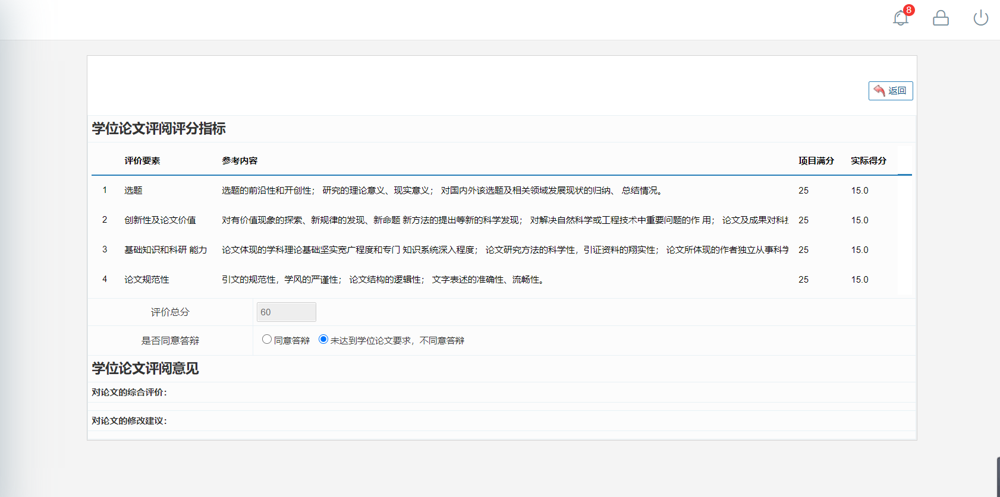 8
返回
学位论文评阅评分指标
评价要素 参考内容 项目满分 实际得分
1 选题 选题的前沿性和开创性； 研究的理论意义、现实意义； 对国内外该选题及相关领域发展现状的归纳、 总结情况。 25 15.0
2 创新性及论文价值 对有价值现象的探索、新规律的发现、新命题 新方法的提出等新的科学发现； 对解决自然科学或工程技术中重要问题的作 用； 论文及成果对科技 25 15.0
3 基础知识和科研 能力 论文体现的学科理论基础坚实宽广程度和专门 知识系统深入程度； 论文研究方法的科学性，引证资料的翔实性； 论文所体现的作者独立从事科学 25 15.0
4 论文规范性 引文的规范性，学风的严谨性； 论文结构的逻辑性； 文字表述的准确性、流畅性。 25 15.0
评价总分 60
是否同意答辩 同意答辩 未达到学位论文要求，不同意答辩
学位论文评阅意见
对论文的综合评价：
对论文的修改建议：